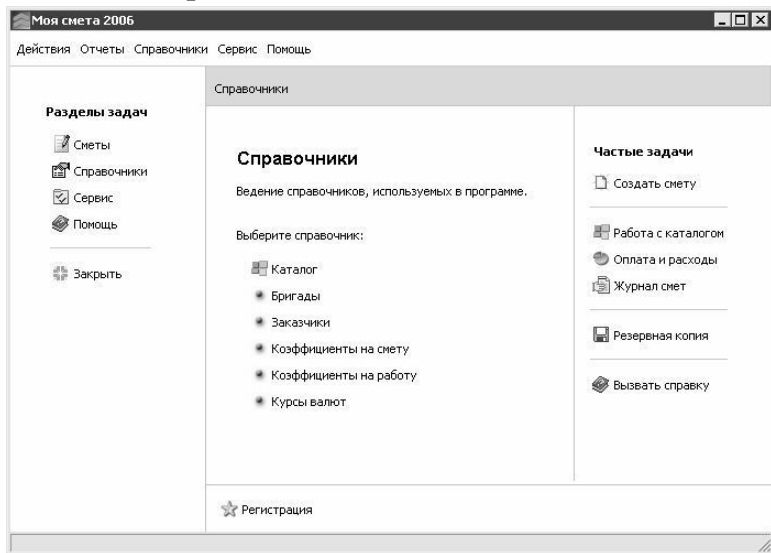 Моя смета 2006
Действия Отчеты Справочники Сервис Помощь
Разделы задач
Сметы
Справочники
Сервис
Помощь
Закрыть
Справочники
Справочники
Ведение справочников, используемых в программе.
Выберите справочник:
Каталог
Бригады
Заказчики
Коэффициенты на смету
Коэффициенты на работу
Курсы валют
Регистрация
Частые задачи
Создать смету
Работа с каталогом
Оплата и расходы
Журнал смет
Резервная копия
Вызвать справку